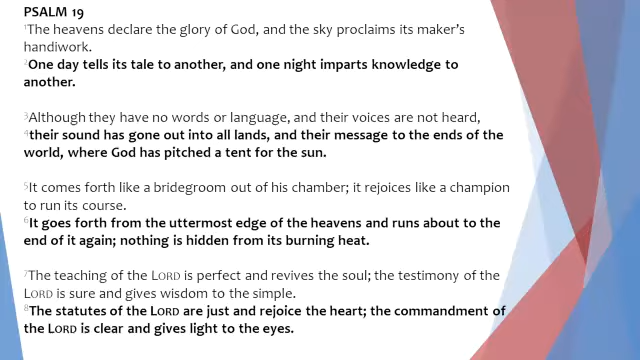 PSALM 19
1The heavens declare the glory of God, and the sky proclaims its maker's
handiwork.
2One day tells its tale to another, and one night imparts knowledge to
another.
3Although they have no words or language, and their voices are not heard,
4their sound has gone out into all lands, and their message to the ends of the
world, where God has pitched a tent for the sun.
5It comes forth like a bridegroom out of his chamber; it rejoices like a champion
to run its course.
6It goes forth from the uttermost edge of the heavens and runs about to the
end of it again; nothing is hidden from its burning heat.
7The teaching of the LORD is perfect and revives the soul; the testimony of the
LORD is sure and gives wisdom to the simple.
8The statutes of the LORD are just and rejoice the heart; the commandment of
the LORD is clear and gives light to the eyes.